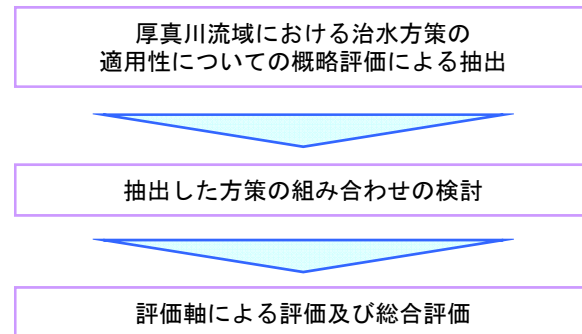 厚真川流域における治水方策の
適用性についての概略評価による抽出
抽出した方策の組み合わせの検討
評価軸による評価及び総合評価